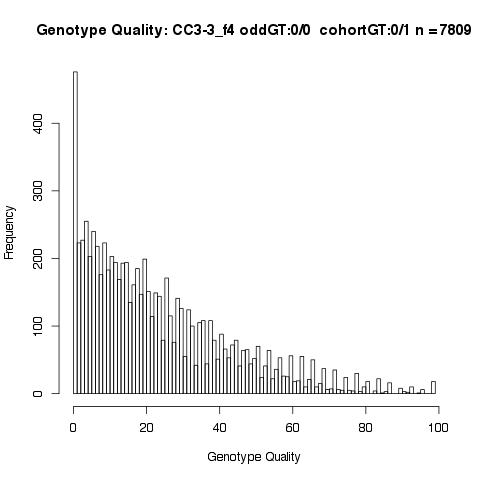 Genotype Quality: CC3-3_f4 oddGT:0/0  cohortGT:0/1 n = 7809
Frequency
400
300
200
100
0
0 20 40 60 80 100
Genotype Quality